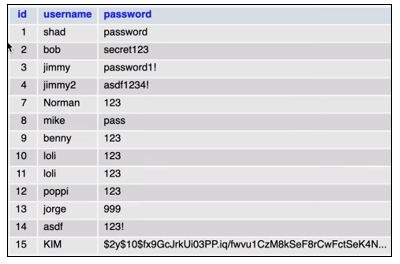 id username password
1 shad password
2 bob secret123
3 jimmy password1!
4 jimmy2 asdf1234!
7 Norman 123
8 mike pass
9 benny 123
10 loli 123
11 loli 123
12 poppi 123
13 jorge 999
14 asdf 123!
15 KIM $2y$10$fx9GcJrkUi03PP.iq/fwvu1CzM8kSeF8rCwFctSeK4N...